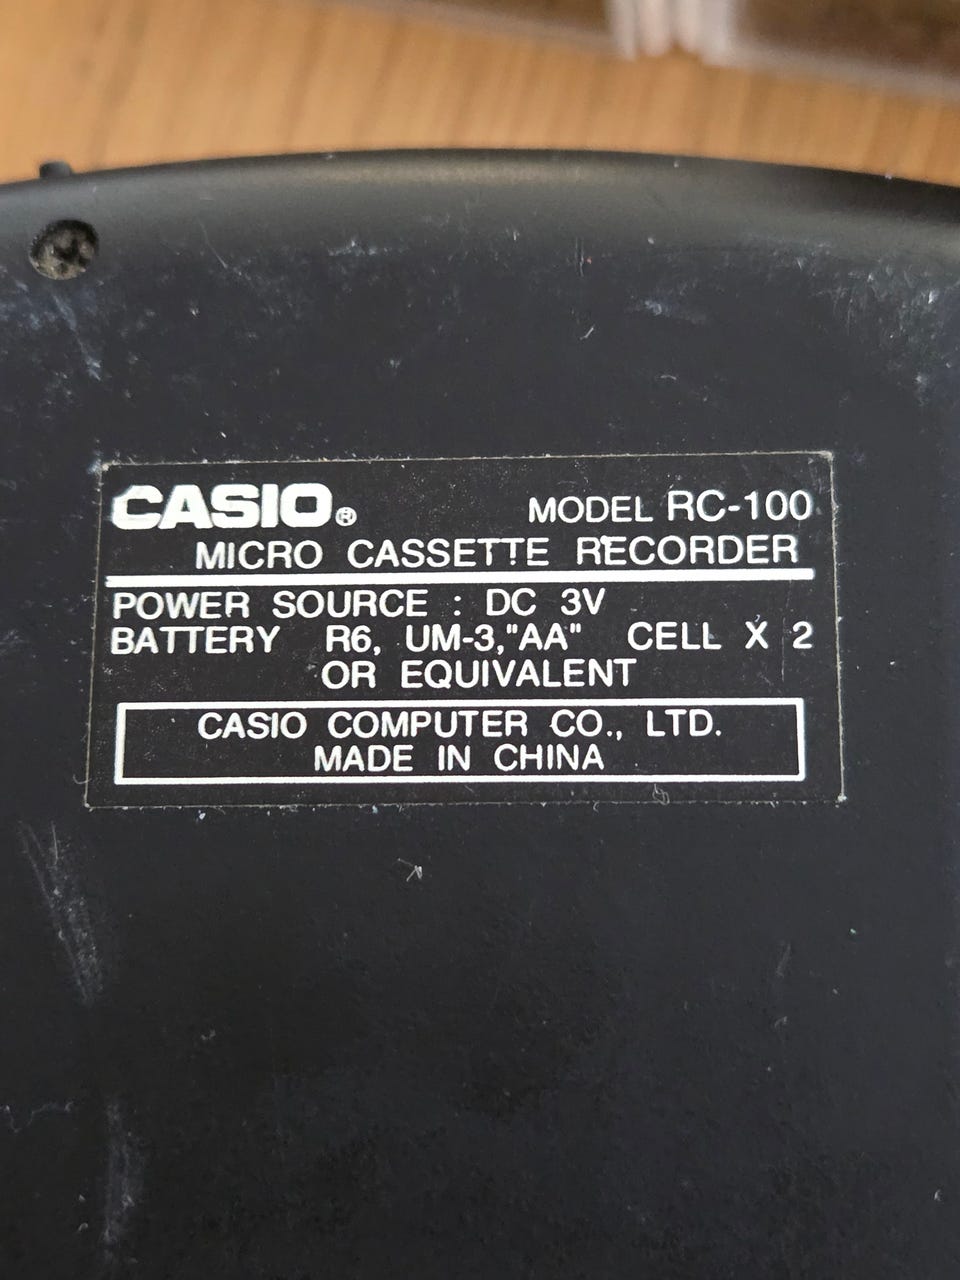 CASIO® MODEL RC-100
MICRO CASSETTE RECORDER
POWER SOURCE : DC 3V
BATTERY R6, UM-3,"AA" CELL X 2
OR EQUIVALENT
CASIO COMPUTER CO., LTD.
MADE IN CHINA